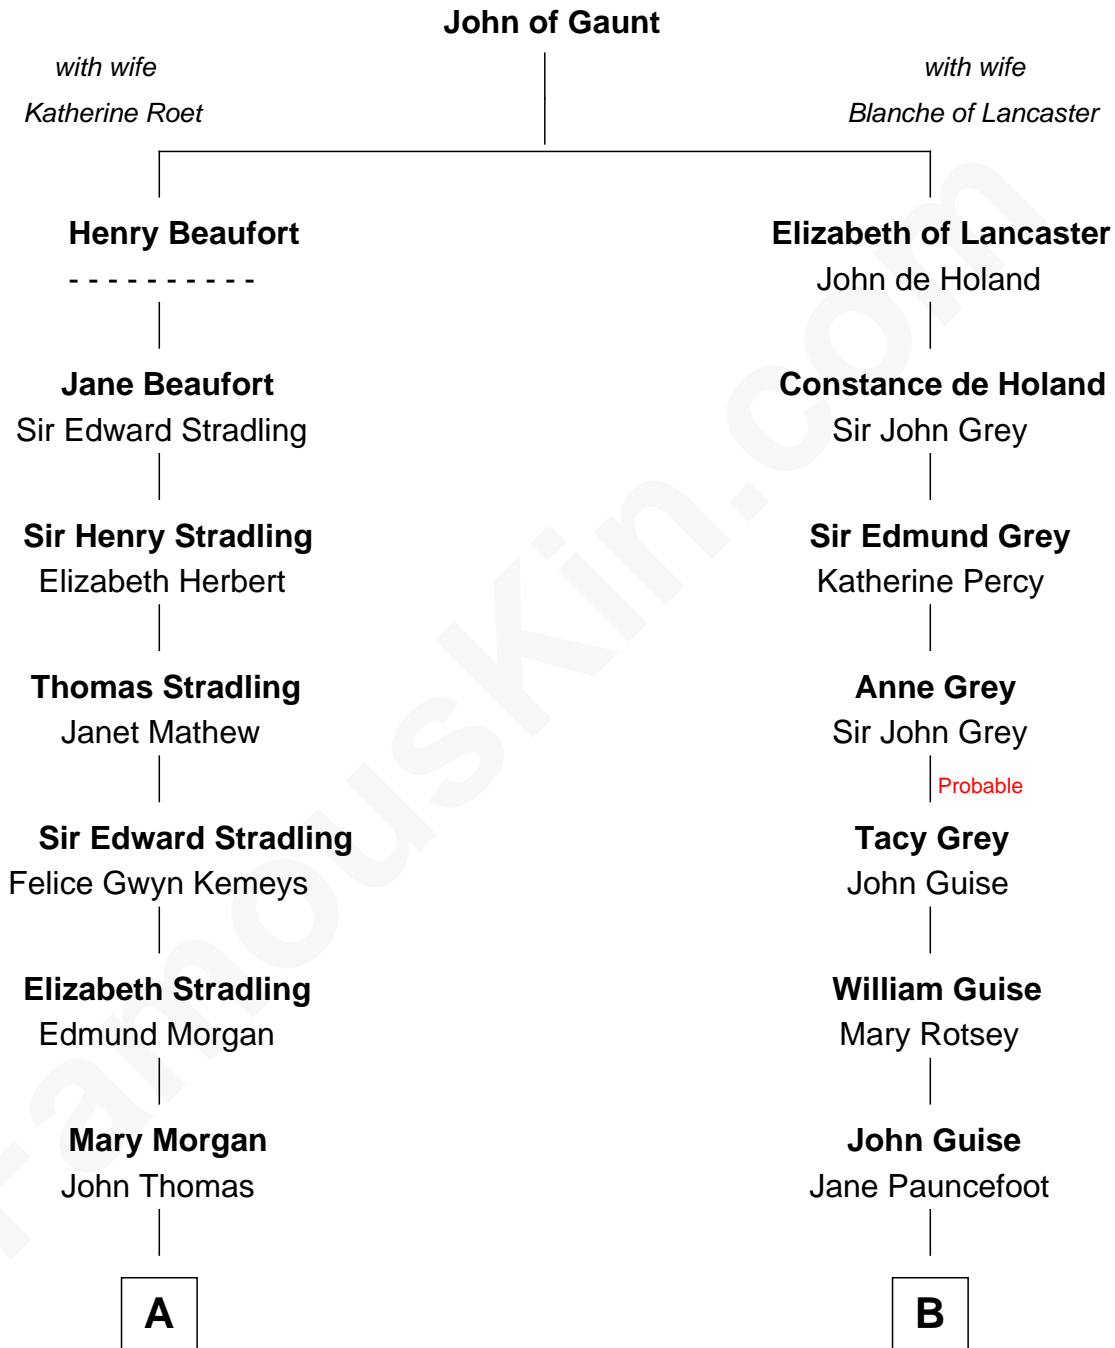 John of Gaunt
with wife
Katherine Roet
with wife
Blanche of Lancaster
Henry Beaufort
- - - - - - - - - -
Elizabeth of Lancaster
John de Holand
Jane Beaufort
Sir Edward Stradling
Constance de Holand
Sir John Grey
Sir Henry Stradling
Elizabeth Herbert
Sir Edmund Grey
Katherine Percy
Thomas Stradling
Janet Mathew
Anne Grey
Sir John Grey
Probable
Sir Edward Stradling
Felice Gwyn Kemeys
Tacy Grey
John Guise
Elizabeth Stradling
Edmund Morgan
William Guise
Mary Rotsey
Mary Morgan
John Thomas
John Guise
Jane Pauncefoot
A
B
FamousKin.com